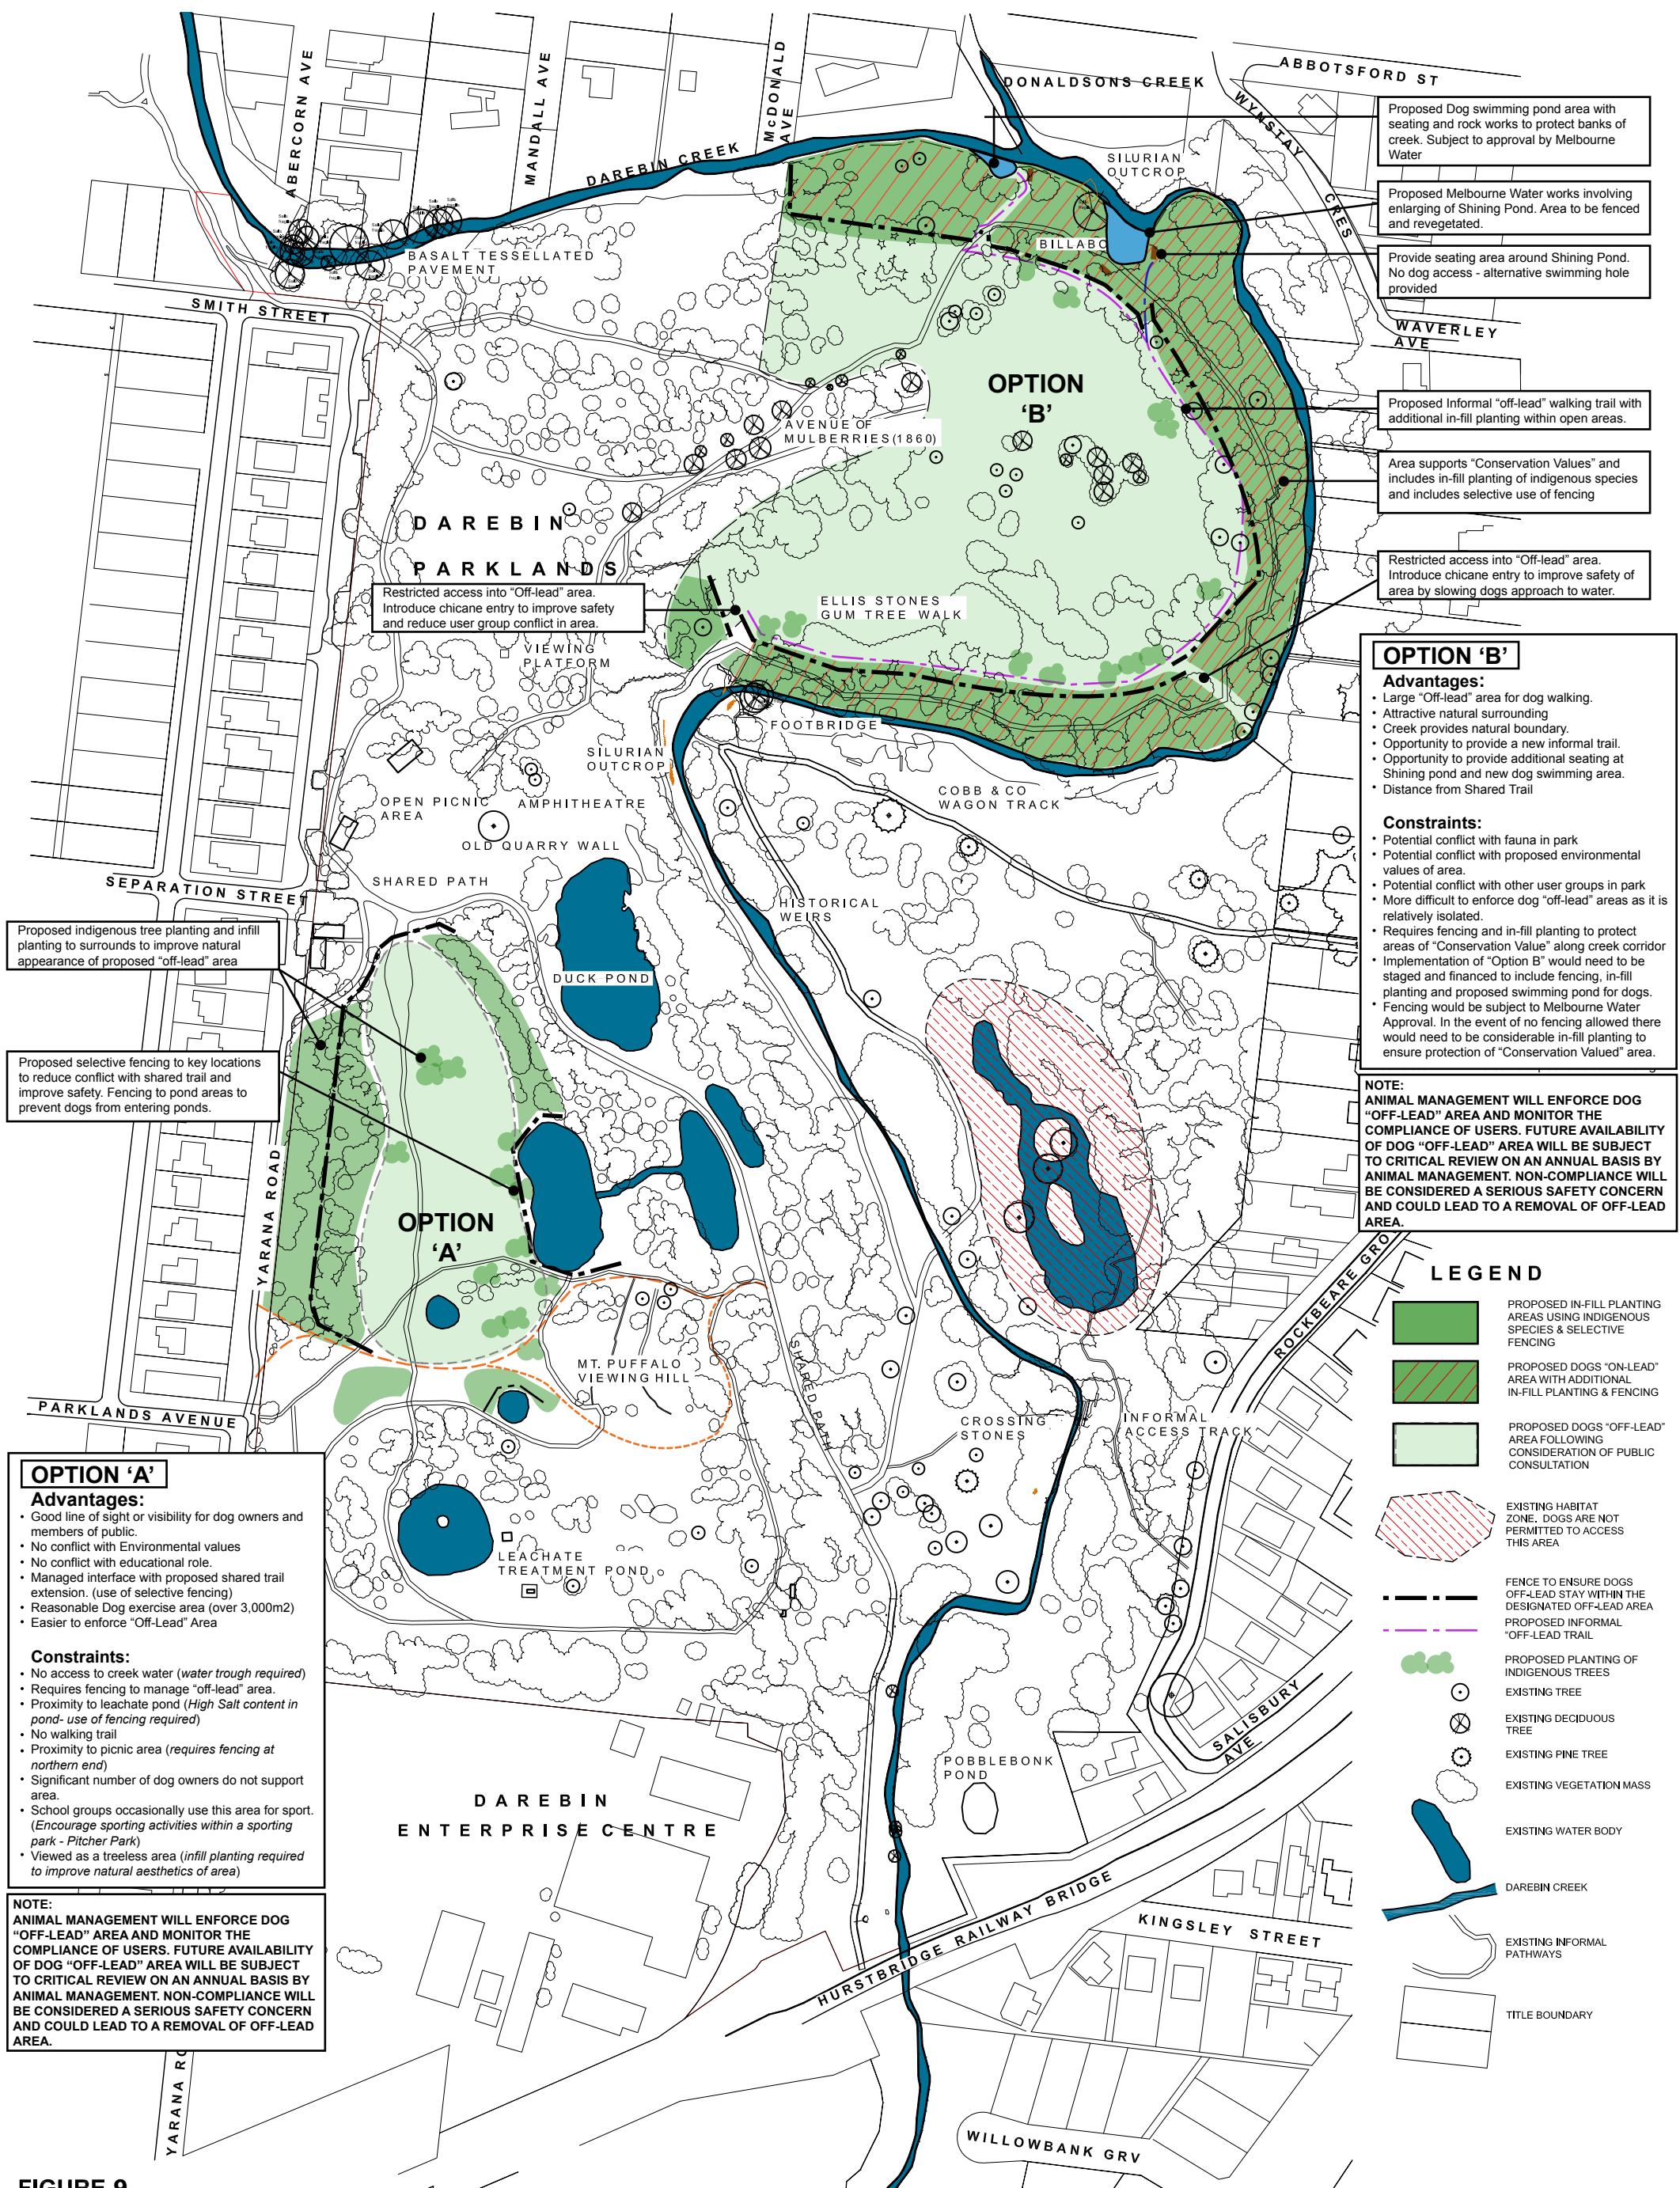 ABERCORN AVE
MANDALL AVE
McDONALD
AVE
DONALDSONS CREEK
ABBOTSFORD ST
WYNSTAY
CRES
DAREBIN CREEK
SILURIAN
OUTCROP
Proposed Dog swimming pond area with
seating and rock works to protect banks of
creek. Subject to approval by Melbourne
Water
Proposed Melbourne Water works involving
enlarging of Shining Pond. Area to be fenced
and revegetated.
Provide seating area around Shining Pond.
No dog access - alternative swimming hole
provided
BASALT TESSELLATED
PAVEMENT
BILLABO
SMITH STREET
WAVERLEY
AVE
OPTION
'B'
Proposed Informal “off-lead” walking trail with
additional in-fill planting within open areas.
AVENUE OF
MULBERRIES(1860)
Area supports “Conservation Values” and
includes in-fill planting of indigenous species
and includes selective use of fencing
DAREBIN
PARKLANDS
Restricted access into “Off-lead” area.
Introduce chicane entry to improve safety of
area by slowing dogs approach to water.
Restricted access into “Off-lead” area.
Introduce chicane entry to improve safety
and reduce user group conflict in area.
ELLIS STONES
GUM TREE WALK
VIEWING
PLATFORM
FOOTBRIDGE
SILURIAN
OUTCROP
COBB & CO
WAGON TRACK
OPEN PICNIC
AREA
AMPHITHEATRE
OLD QUARRY WALL
SHARED PATH
SEPARATION STREET
HISTORICAL
WEIRS
DUCK POND
OPTION ‘B’
Advantages:
• Large “Off-lead” area for dog walking.
• Attractive natural surrounding
• Creek provides natural boundary.
• Opportunity to provide a new informal trail.
• Opportunity to provide additional seating at
Shining pond and new dog swimming area.
• Distance from Shared Trail
Constraints:
• Potential conflict with fauna in park
• Potential conflict with proposed environmental
values of area.
• Potential conflict with other user groups in park
• More difficult to enforce dog “off-lead” areas as it is
relatively isolated.
• Requires fencing and in-fill planting to protect
areas of “Conservation Value” along creek corridor
• Implementation of “Option B” would need to be
staged and financed to include fencing, in-fill
planting and proposed swimming pond for dogs.
• Fencing would be subject to Melbourne Water
Approval. In the event of no fencing allowed there
would need to be considerable in-fill planting to
ensure protection of “Conservation Valued” area.
NOTE:
ANIMAL MANAGEMENT WILL ENFORCE DOG
“OFF-LEAD” AREA AND MONITOR THE
COMPLIANCE OF USERS. FUTURE AVAILABILITY
OF DOG “OFF-LEAD” AREA WILL BE SUBJECT
TO CRITICAL REVIEW ON AN ANNUAL BASIS BY
ANIMAL MANAGEMENT. NON-COMPLIANCE WILL
BE CONSIDERED A SERIOUS SAFETY CONCERN
AND COULD LEAD TO A REMOVAL OF OFF-LEAD
AREA.
Proposed indigenous tree planting and infill
planting to surrounds to improve natural
appearance of proposed “off-lead” area
Proposed selective fencing to key locations
to reduce conflict with shared trail and
improve safety. Fencing to pond areas to
prevent dogs from entering ponds.
YARANA ROAD
OPTION
'A'
MT. PUFFALO
VIEWING HILL
SHARED PATH
CROSSING
STONES
INFORMAL
ACCESS TRACK
ROCKBEARE GRO
PARKLANDS AVENUE
LEACHATE
TREATMENT POND
OPTION ‘A’
Advantages:
• Good line of sight or visibility for dog owners and
members of public.
• No conflict with Environmental values
• No conflict with educational role.
• Managed interface with proposed shared trail
extension. (use of selective fencing)
• Reasonable Dog exercise area (over 3,000m2)
• Easier to enforce “Off-Lead” Area
Constraints:
• No access to creek water (water trough required)
• Requires fencing to manage “off-lead” area.
• Proximity to leachate pond (High Salt content in
pond- use of fencing required)
• No walking trail
• Proximity to picnic area (requires fencing at
northern end)
• Significant number of dog owners do not support
area.
• School groups occasionally use this area for sport.
(Encourage sporting activities within a sporting
park - Pitcher Park)
• Viewed as a treeless area (infill planting required
to improve natural aesthetics of area)
NOTE:
ANIMAL MANAGEMENT WILL ENFORCE DOG
“OFF-LEAD” AREA AND MONITOR THE
COMPLIANCE OF USERS. FUTURE AVAILABILITY
OF DOG “OFF-LEAD” AREA WILL BE SUBJECT
TO CRITICAL REVIEW ON AN ANNUAL BASIS BY
ANIMAL MANAGEMENT. NON-COMPLIANCE WILL
BE CONSIDERED A SERIOUS SAFETY CONCERN
AND COULD LEAD TO A REMOVAL OF OFF-LEAD
AREA.
LEGEND
PROPOSED IN-FILL PLANTING
AREAS USING INDIGENOUS
SPECIES & SELECTIVE
FENCING
PROPOSED DOGS “ON-LEAD”
AREA WITH ADDITIONAL
IN-FILL PLANTING & FENCING
PROPOSED DOGS “OFF-LEAD”
AREA FOLLOWING
CONSIDERATION OF PUBLIC
CONSULTATION
EXISTING HABITAT
ZONE. DOGS ARE NOT
PERMITTED TO ACCESS
THIS AREA
FENCE TO ENSURE DOGS
OFF-LEAD STAY WITHIN THE
DESIGNATED OFF-LEAD AREA
PROPOSED INFORMAL
“OFF-LEAD TRAIL
PROPOSED PLANTING OF
INDIGENOUS TREES
EXISTING TREE
EXISTING DECIDUOUS
TREE
EXISTING PINE TREE
EXISTING VEGETATION MASS
EXISTING WATER BODY
DAREBIN CREEK
EXISTING INFORMAL
PATHWAYS
TITLE BOUNDARY
SALISBURY
AVE
POBBLEBONK
POND
DAREBIN
ENTERPRISE CENTRE
HURSTBRIDGE RAILWAY BRIDGE
KINGSLEY STREET
WILLOWBANK GRV
YARANA RO
FIGURE 9